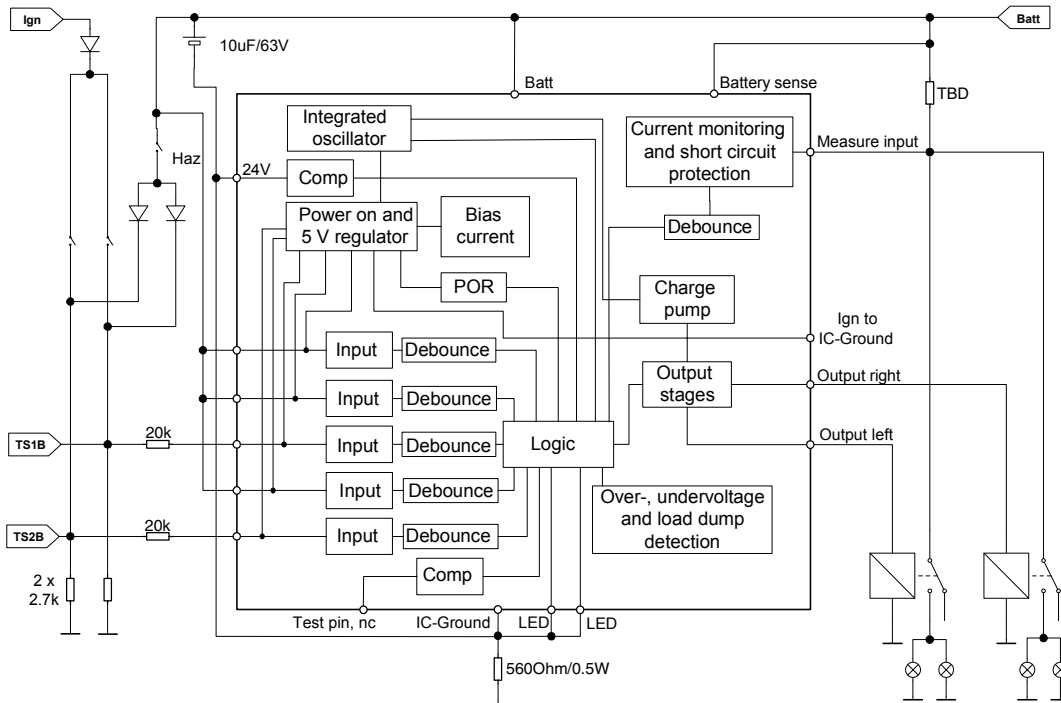 Ign
Batt
10uF/63V
Batt
Battery sense
TBD
Integrated
oscillator
Current monitoring
and short circuit
protection
Measure input
Haz
24V
Comp
Power on and
5 V regulator
Bias
current
Debounce
POR
Charge
pump
Ign to
IC-Ground
Input
Debounce
Output
stages
Output right
Input
Debounce
TS1B
20k
Input
Debounce
Logic
Output left
Input
Debounce
Over-, undervoltage
and load dump
detection
TS2B
20k
Input
Debounce
2 x
2.7k
Comp
Test pin, nc
IC-Ground
LED
LED
560Ohm/0.5W